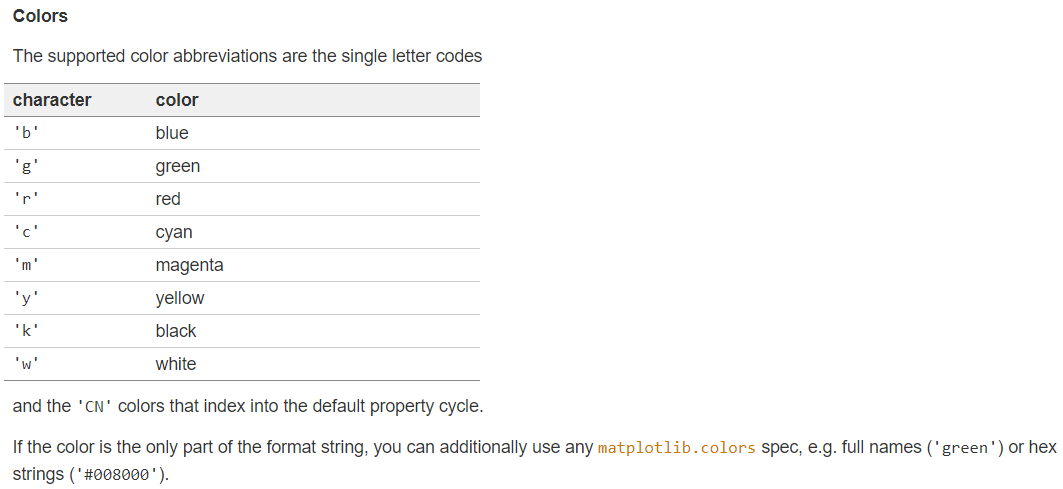 Colors
The supported color abbreviations are the single letter codes
character color
'b' blue
'g' green
'r' red
'c' cyan
'm' magenta
'y' yellow
'k' black
'w' white
and the 'CN' colors that index into the default property cycle.
If the color is the only part of the format string, you can additionally use any matplotlib.colors spec, e.g. full names ('green') or hex
strings ('#008000').